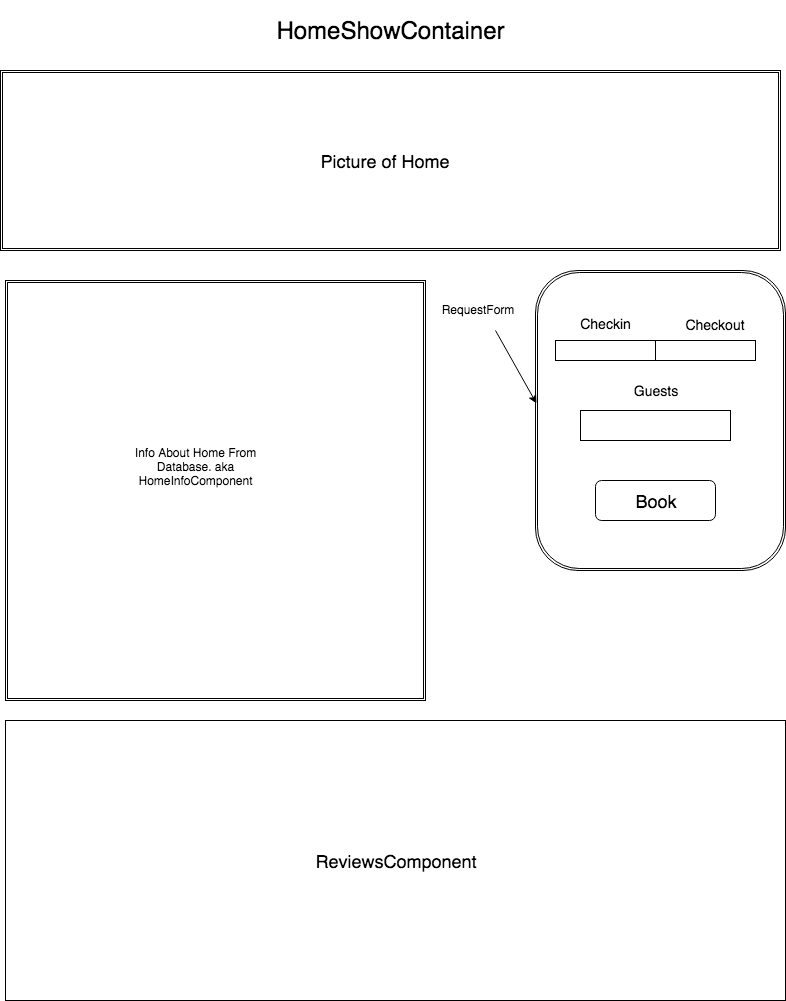 HomeShowContainer
Picture of Home
RequestForm
Checkin
Checkout
Guests
Book
Info About Home From
Database. aka
HomeInfoComponent
ReviewsComponent